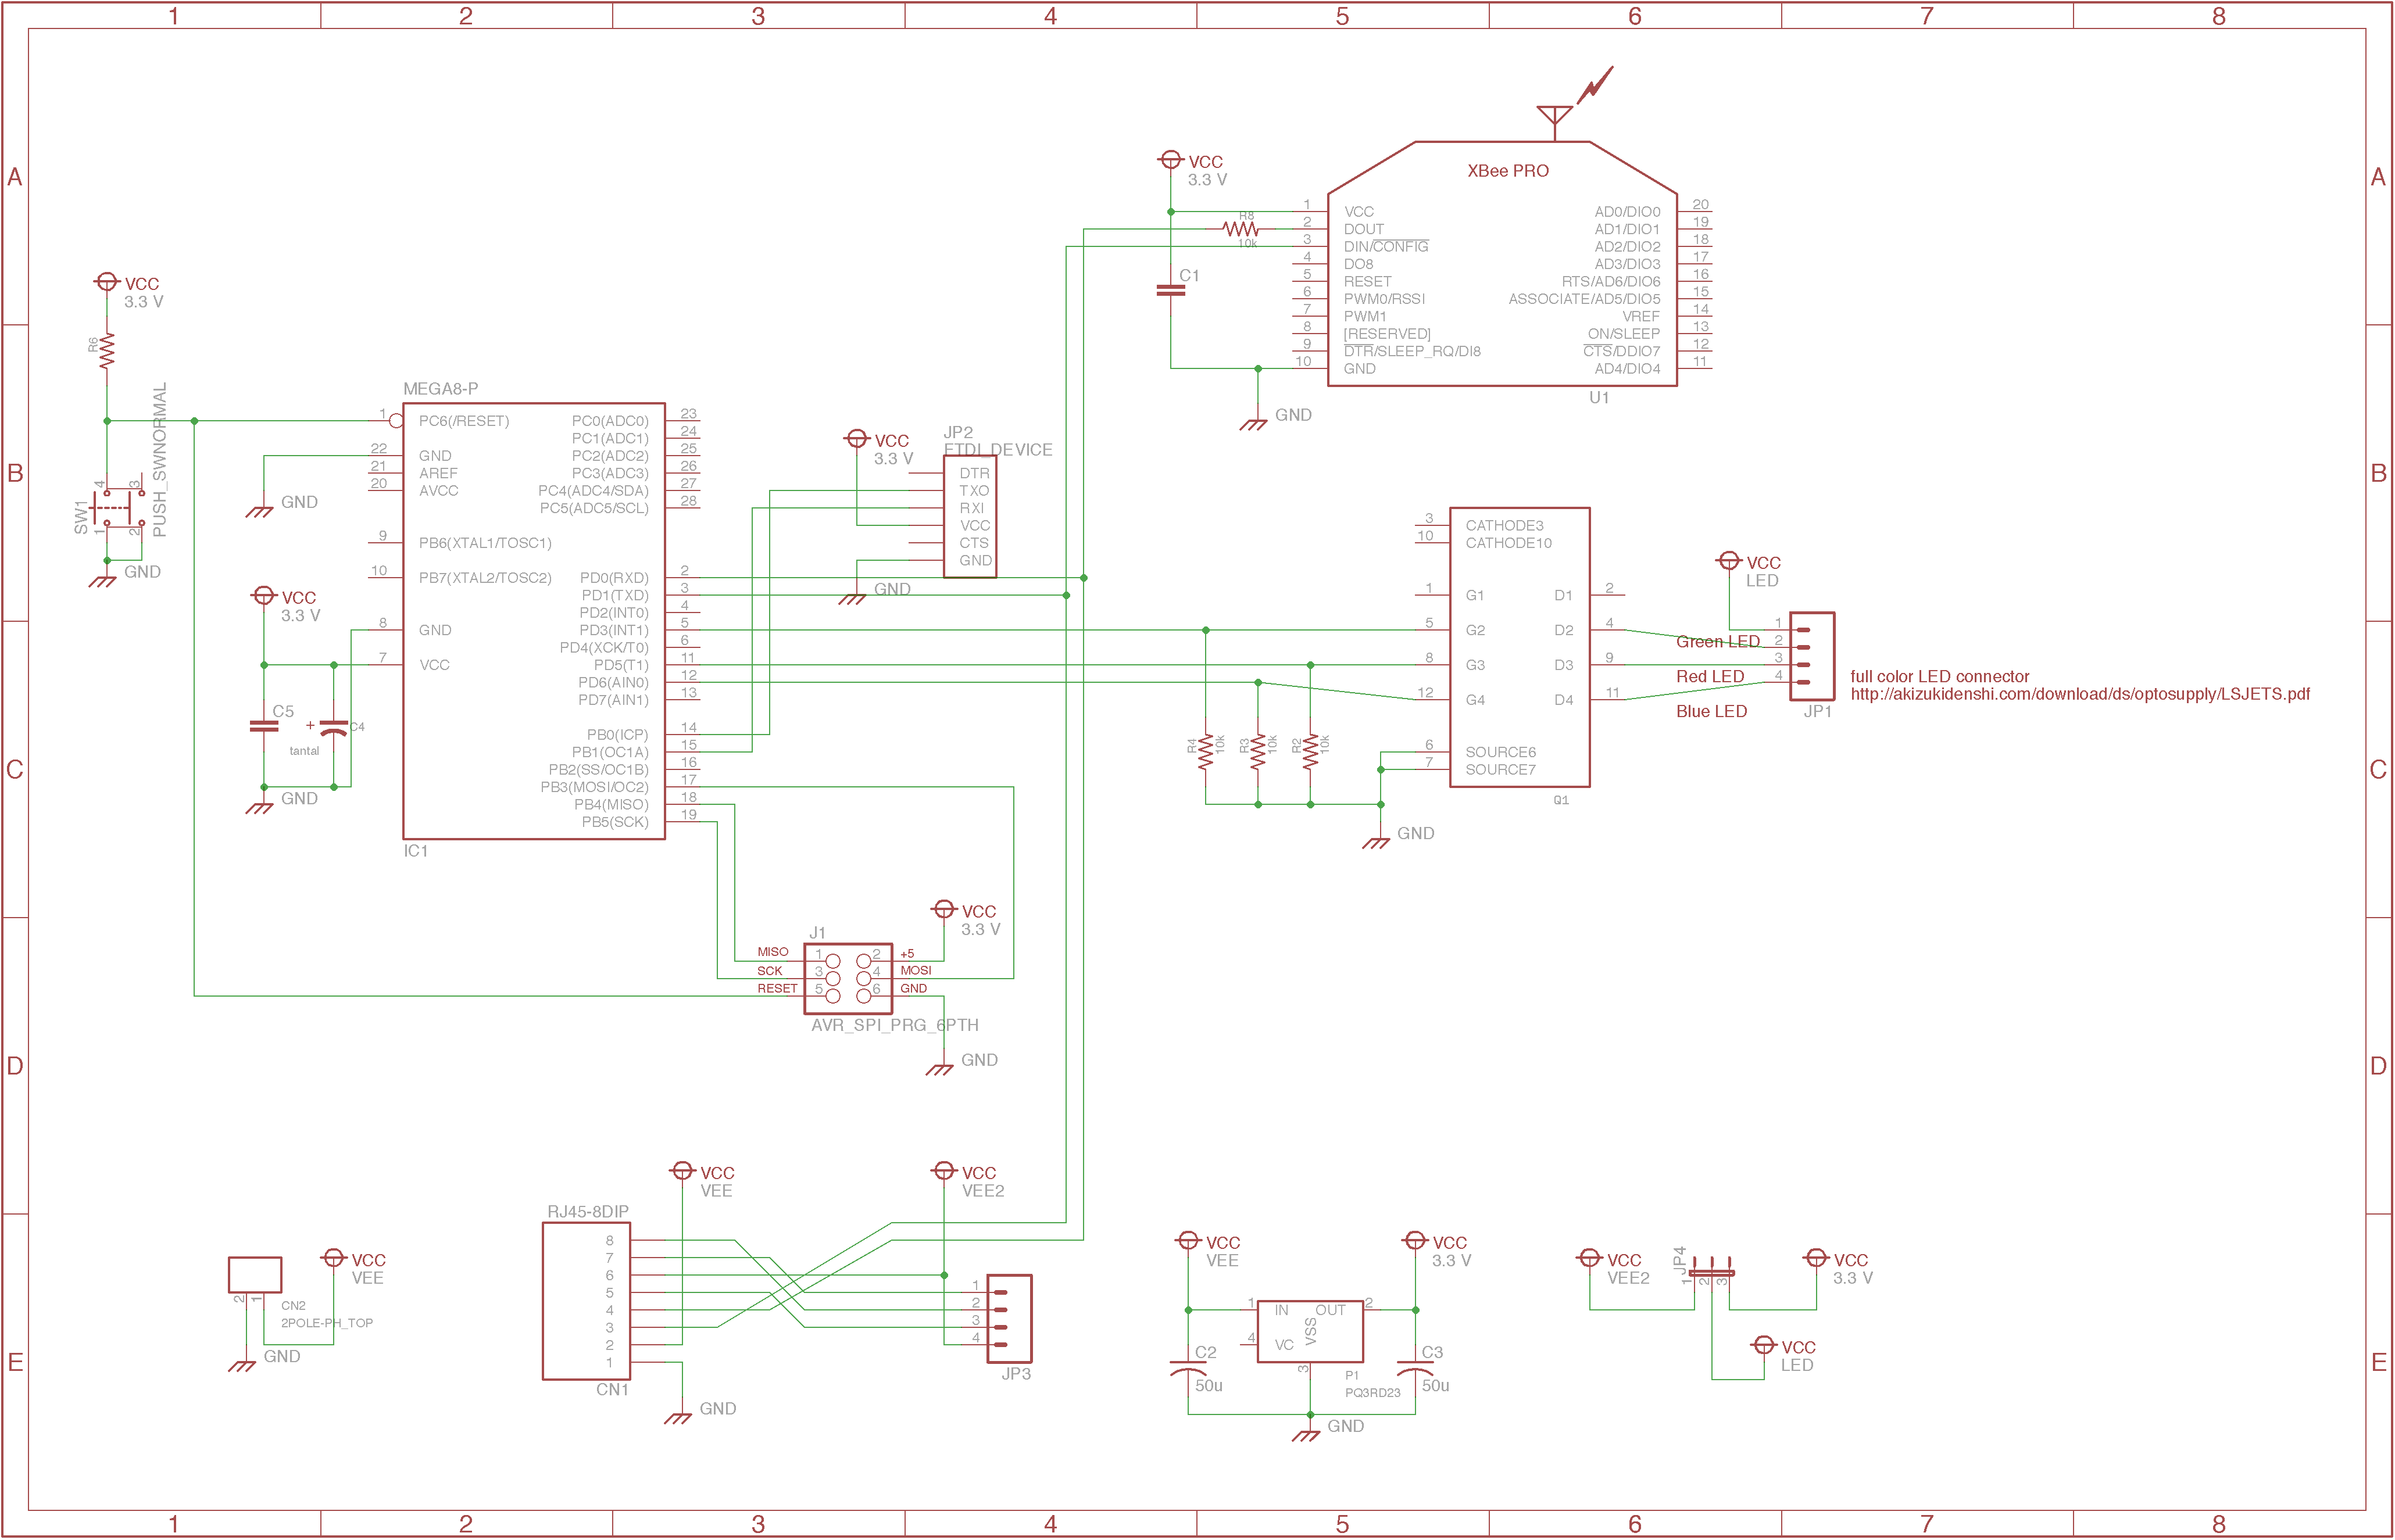 1 2 3 4 5 6 7 8
A A
B B
C C
D D
E E
1 2 3 4 5 6 7 8
VCC
3.3 V
R6
SW1
PUSH_SWNORMAL
4 3
1 2
GND
MEGA8-P
1 PC6(/RESET)
22 GND
21 AREF
20 AVCC
9 PB6(XTAL1/TOSC1)
10 PB7(XTAL2/TOSC2)
8 GND
7 VCC
PC0(ADC0) 23
PC1(ADC1) 24
PC2(ADC2) 25
PC3(ADC3) 26
PC4(ADC4/SDA) 27
PC5(ADC5/SCL) 28
PD0(RXD) 2
PD1(TXD) 3
PD2(INT0) 4
PD3(INT1) 5
PD4(XCK/T0) 6
PD5(T1) 11
PD6(AIN0) 12
PD7(AIN1) 13
PB0(ICP) 14
PB1(OC1A) 15
PB2(SS/OC1B) 16
PB3(MOSI/OC2) 17
PB4(MISO) 18
PB5(SCK) 19
IC1
GND
VCC
3.3 V
C5
+
C4
tantal
GND
VCC
3.3 V
JP2
FTDI_DEVICE
DTR
TXO
RXI
VCC
CTS
GND
GND
VCC
3.3 V
C1
R8
10k
GND
XBee PRO
1 VCC
2 DOUT
3 DIN/CONFIG
4 DO8
5 RESET
6 PWM0/RSSI
7 PWM1
8 [RESERVED]
9 DTR/SLEEP_RQ/DI8
10 GND
AD0/DIO0 20
AD1/DIO1 19
AD2/DIO2 18
AD3/DIO3 17
RTS/AD6/DIO6 16
ASSOCIATE/AD5/DIO5 15
VREF 14
ON/SLEEP 13
CTS/DDIO7 12
AD4/DIO4 11
U1
3 CATHODE3
10 CATHODE10
1 G1
5 G2
8 G3
12 G4
6 SOURCE6
7 SOURCE7
D1 2
D2 4
D3 9
D4 11
Q1
R4
10k
R3
10k
R2
10k
GND
VCC
LED
Green LED
Red LED
Blue LED
1
2
3
4
JP1
full color LED connector
http://akizukidenshi.com/download/ds/optosupply/LSJETS.pdf
VCC
3.3 V
J1
MISO 1 2 +5
SCK 3 4 MOSI
RESET 5 6 GND
AVR_SPI_PRG_6PTH
GND
2 1
CN2
2POLE-PH_TOP
VCC
VEE
GND
RJ45-8DIP
8
7
6
5
4
3
2
1
CN1
VCC
VEE
GND
VCC
VEE2
1
2
3
4
JP3
VCC
VEE
C2
50u
1 IN OUT 2
4 VC
VSS
3
P1
PQ3RD23
VCC
3.3 V
C3
50u
GND
VCC
VEE2
JP4
1 2 3
VCC
3.3 V
VCC
LED